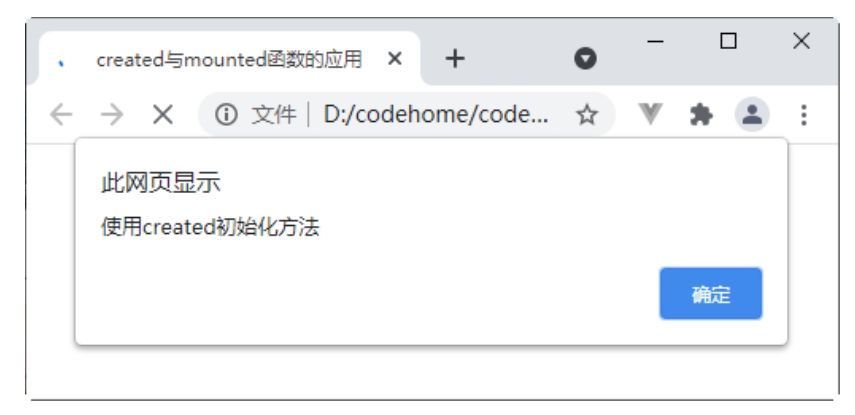 created与mounted函数的应用
文件 D:/codehome/code...
此网页显示
使用created初始化方法
确定